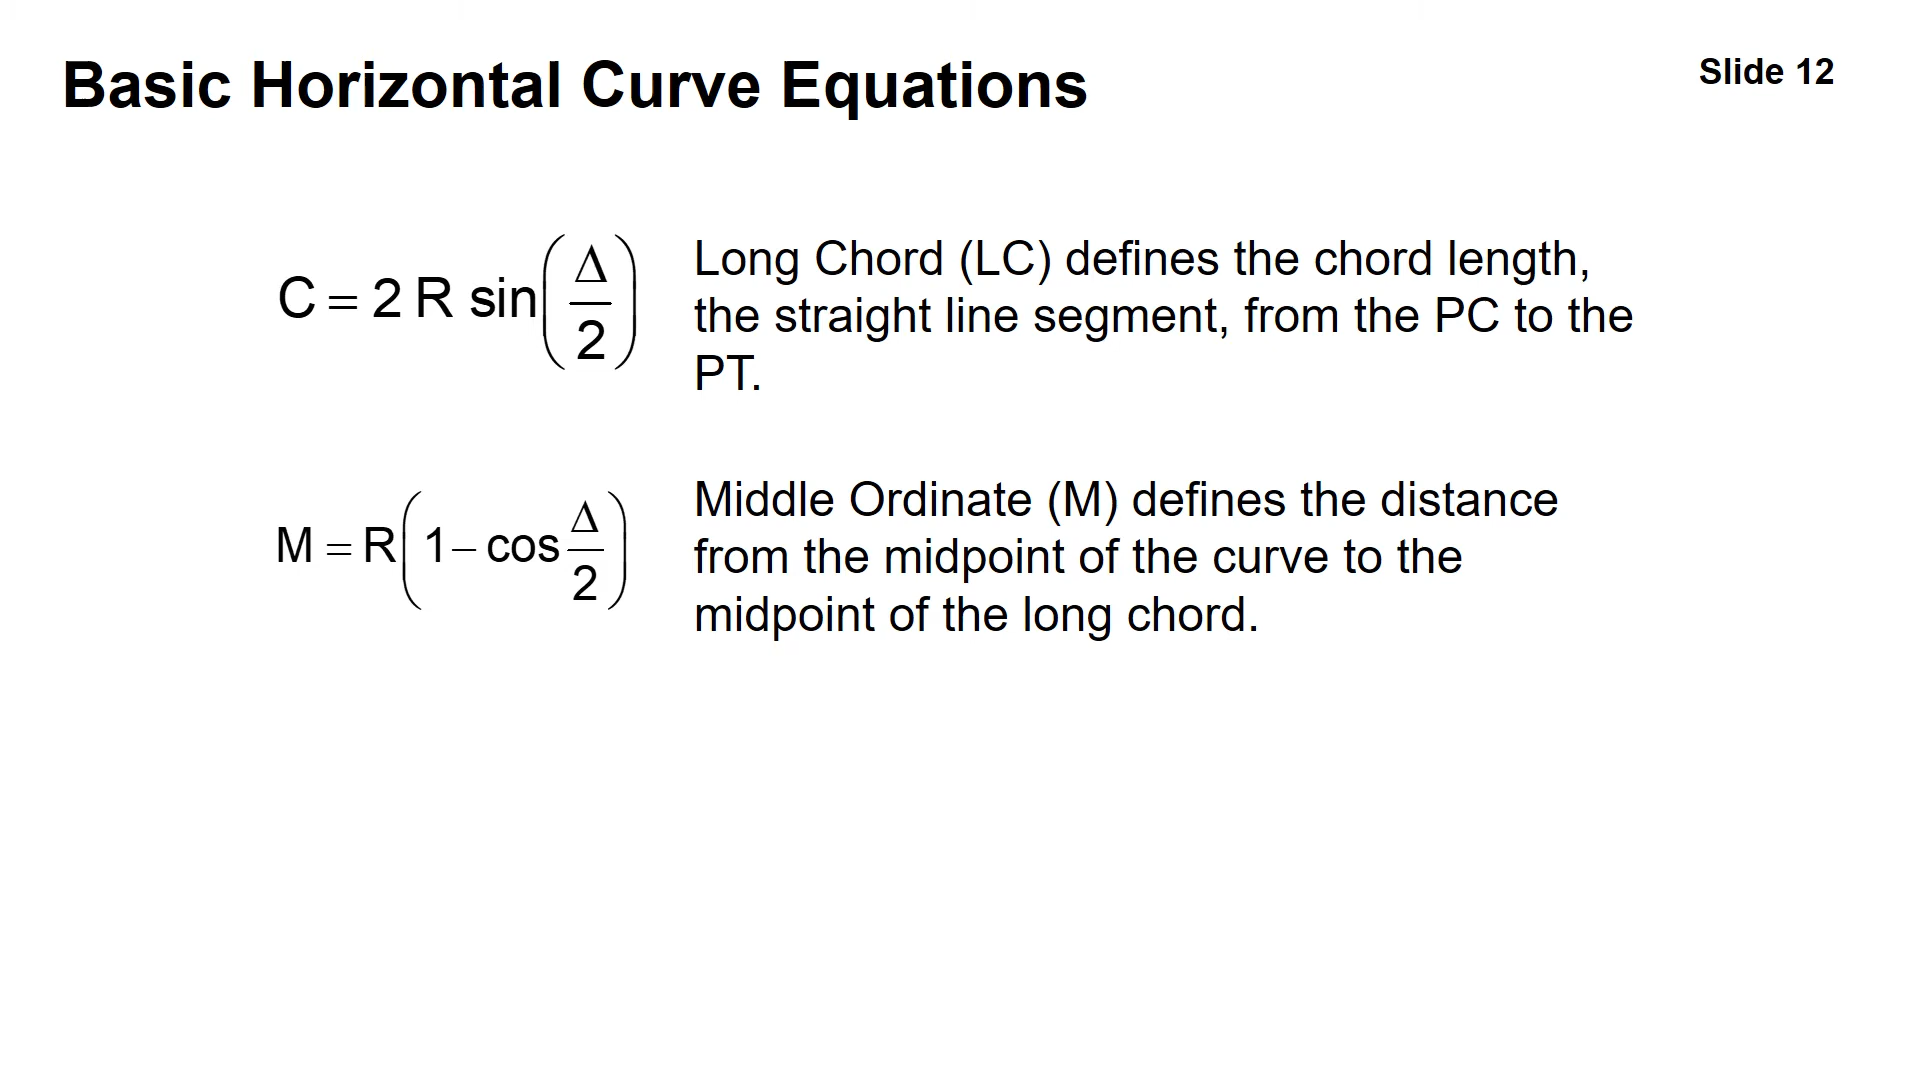 Basic Horizontal Curve Equations
Slide 12
C = 2 R sin(Δ/2)
Long Chord (LC) defines the chord length,
the straight line segment, from the PC to the
PT.
M = R(1 − cos Δ/2)
Middle Ordinate (M) defines the distance
from the midpoint of the curve to the
midpoint of the long chord.